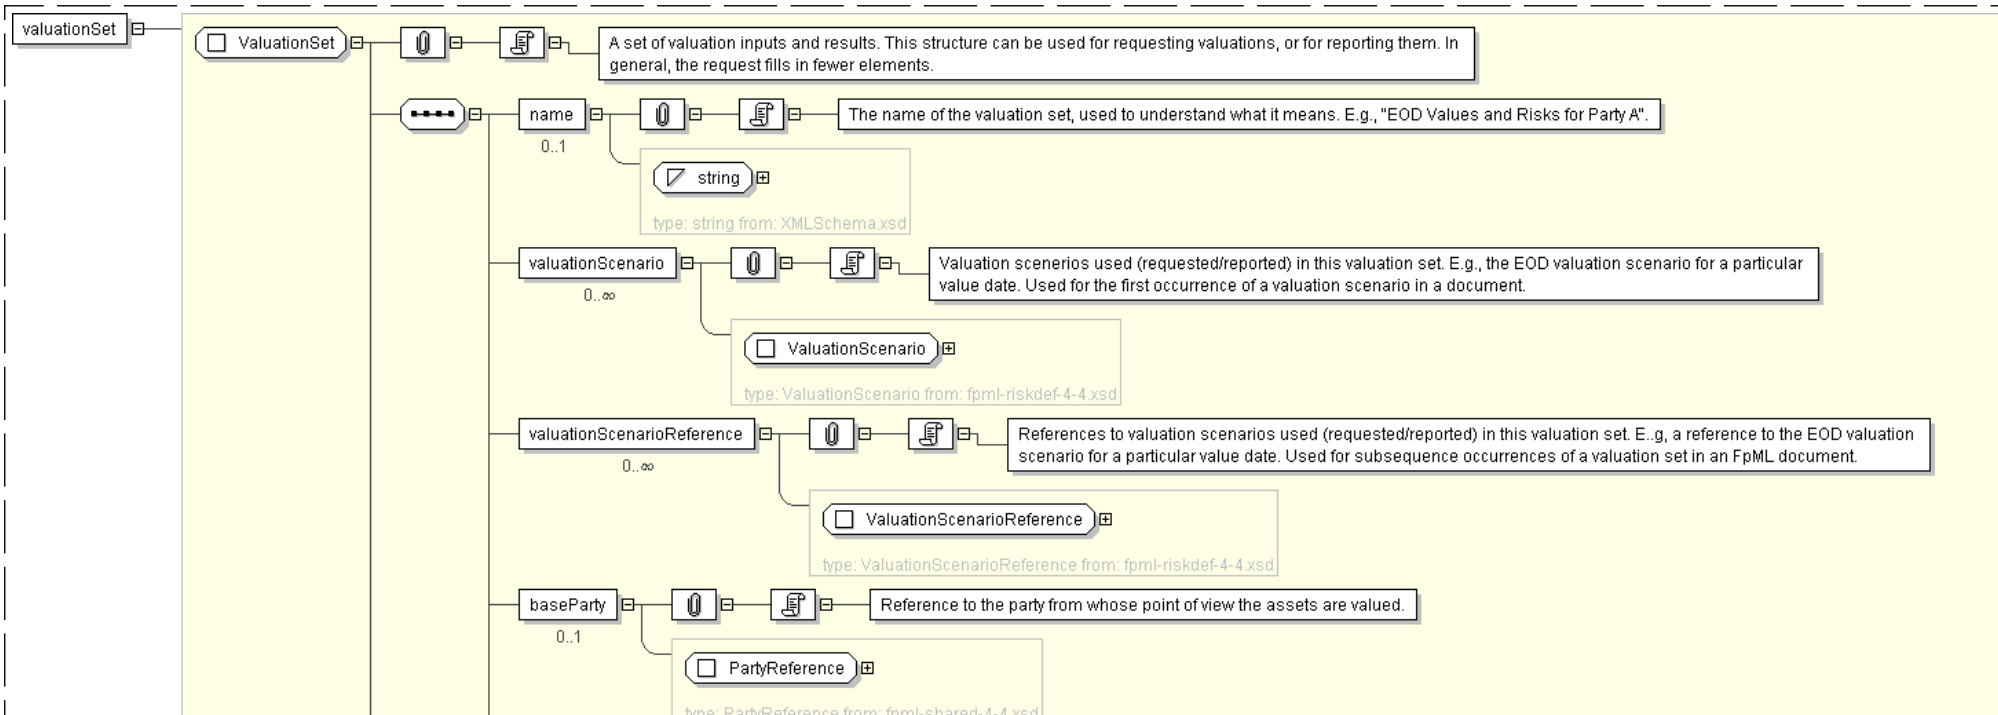 valuationSet
ValuationSet
A set of valuation inputs and results. This structure can be used for requesting valuations, or for reporting them. In
general, the request fills in fewer elements.
name
The name of the valuation set, used to understand what it means. E.g., "EOD Values and Risks for Party A".
0..1
string
type: string from: XMLSchema.xsd
valuationScenario
Valuation scenerios used (requested/reported) in this valuation set. E.g., the EOD valuation scenario for a particular
value date. Used for the first occurrence of a valuation scenario in a document.
0..∞
ValuationScenario
type: ValuationScenario from: fpml-riskdef-4-4.xsd
valuationScenarioReference
References to valuation scenarios used (requested/reported) in this valuation set. E..g, a reference to the EOD valuation
scenario for a particular value date. Used for subsequence occurrences of a valuation set in an FpML document.
0..∞
ValuationScenarioReference
type: ValuationScenarioReference from: fpml-riskdef-4-4.xsd
baseParty
Reference to the party from whose point of view the assets are valued.
0..1
PartyReference
type: PartyReference from: fpml-shared-4-4.xsd